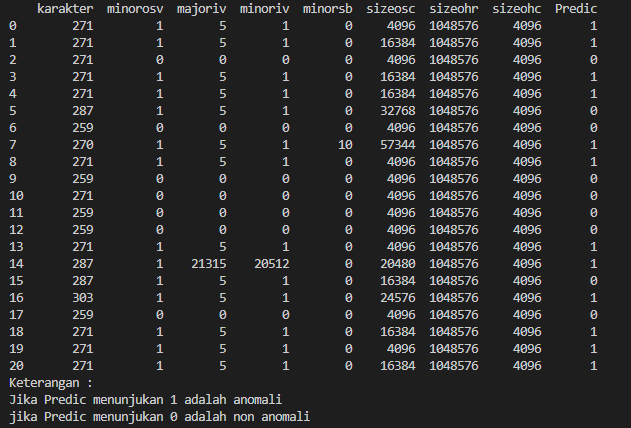 karakter minorosv majoriv minoriv minorsb sizeosc sizeohr sizeohc Predic
0 271 1 5 1 0 4096 1048576 4096 1
1 271 1 5 1 0 16384 1048576 4096 1
2 271 0 0 0 0 4096 1048576 4096 0
3 271 1 5 1 0 16384 1048576 4096 1
4 271 1 5 1 0 16384 1048576 4096 1
5 287 1 5 1 0 32768 1048576 4096 0
6 259 0 0 0 0 4096 1048576 4096 0
7 270 1 5 1 10 57344 1048576 4096 1
8 271 1 5 1 0 4096 1048576 4096 1
9 259 0 0 0 0 4096 1048576 4096 0
10 271 0 0 0 0 4096 1048576 4096 0
11 259 0 0 0 0 4096 1048576 4096 0
12 259 0 0 0 0 4096 1048576 4096 0
13 271 1 5 1 0 4096 1048576 4096 1
14 287 1 21315 20512 0 20480 1048576 4096 1
15 287 1 5 1 0 16384 1048576 4096 0
16 303 1 5 1 0 24576 1048576 4096 1
17 259 0 0 0 0 4096 1048576 4096 0
18 271 1 5 1 0 16384 1048576 4096 1
19 271 1 5 1 0 4096 1048576 4096 1
20 271 1 5 1 0 16384 1048576 4096 1
Keterangan :
Jika Predic menunjukan 1 adalah anomali
jika Predic menunjukan 0 adalah non anomali